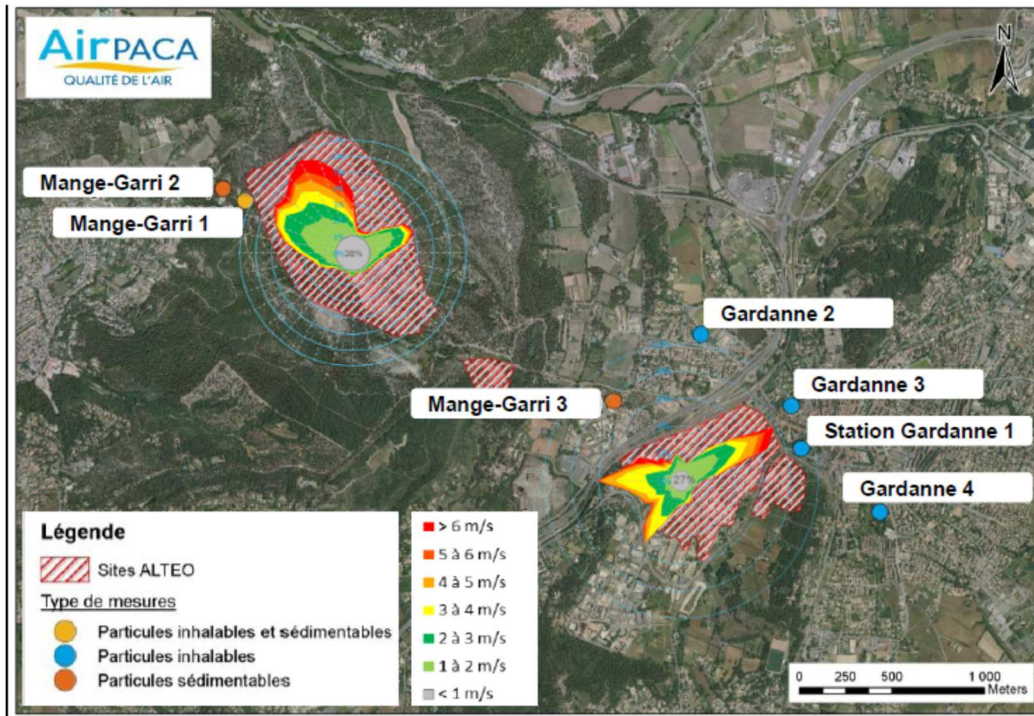 AirPACA
QUALITÉ DE L'AIR
N
Mange-Garri 2
Mange-Garri 1
38%
Gardanne 2
Gardanne 3
Mange-Garri 3
Station Gardanne 1
27%
Gardanne 4
Légende
Sites ALTEO
Type de mesures
Particules inhalables et sédimentables
Particules inhalables
Particules sédimentables
> 6 m/s
5 à 6 m/s
4 à 5 m/s
3 à 4 m/s
2 à 3 m/s
1 à 2 m/s
< 1 m/s
0 250 500 1 000
Meters